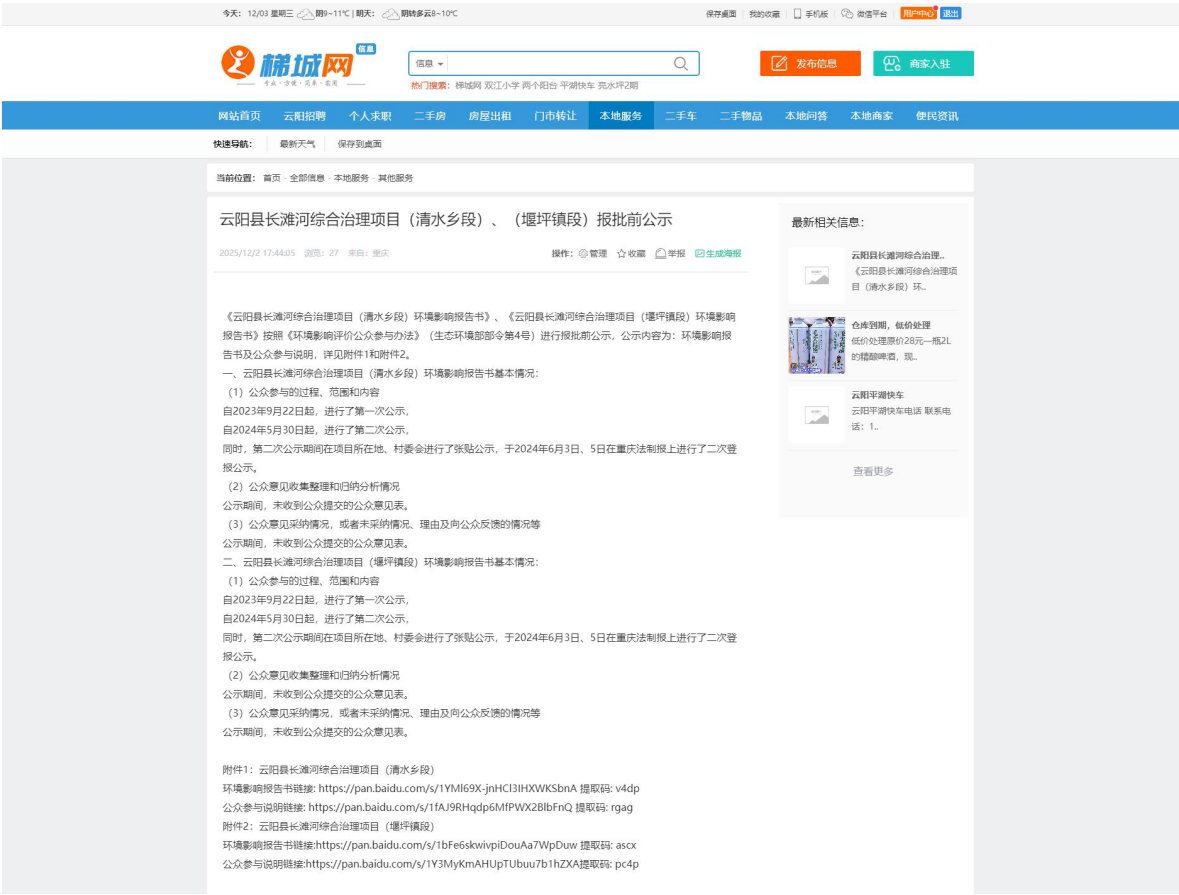 今天: 12/03 星期三 阴9~11℃ | 明天: 阴转多云8~10℃
保存桌面 我的收藏 手机版 微信平台 用户中心 退出
梯城网 信息
专业·方便·简单·实用
信息
发布信息
商家入驻
热门搜索: 梯城网 双江小学 两个阳台 平湖快车 亮水坪2期
网站首页 云阳招聘 个人求职 二手房 房屋出租 门市转让 本地服务 二手车 二手物品 本地问答 本地商家 便民资讯
快速导航: 最新天气 保存到桌面
当前位置: 首页 - 全部信息 - 本地服务 - 其他服务
云阳县长滩河综合治理项目（清水乡段）、（堰坪镇段）报批前公示
2025/12/2 17:44:05 浏览: 27 来自: 重庆
操作: 管理 收藏 举报 生成海报
《云阳县长滩河综合治理项目（清水乡段）环境影响报告书》、《云阳县长滩河综合治理项目（堰坪镇段）环境影响
报告书》按照《环境影响评价公众参与办法》（生态环境部部令第4号）进行报批前公示，公示内容为：环境影响报
告书及公众参与说明，详见附件1和附件2。
一、云阳县长滩河综合治理项目（清水乡段）环境影响报告书基本情况：
（1）公众参与的过程、范围和内容
自2023年9月22日起，进行了第一次公示，
自2024年5月30日起，进行了第二次公示，
同时，第二次公示期间在项目所在地、村委会进行了张贴公示，于2024年6月3日、5日在重庆法制报上进行了二次登
报公示。
（2）公众意见收集整理和归纳分析情况
公示期间，未收到公众提交的公众意见表。
（3）公众意见采纳情况，或者未采纳情况、理由及向公众反馈的情况等
公示期间，未收到公众提交的公众意见表。
二、云阳县长滩河综合治理项目（堰坪镇段）环境影响报告书基本情况：
（1）公众参与的过程、范围和内容
自2023年9月22日起，进行了第一次公示，
自2024年5月30日起，进行了第二次公示，
同时，第二次公示期间在项目所在地、村委会进行了张贴公示，于2024年6月3日、5日在重庆法制报上进行了二次登
报公示。
（2）公众意见收集整理和归纳分析情况
公示期间，未收到公众提交的公众意见表。
（3）公众意见采纳情况，或者未采纳情况、理由及向公众反馈的情况等
公示期间，未收到公众提交的公众意见表。
附件1：云阳县长滩河综合治理项目（清水乡段）
环境影响报告书链接: https://pan.baidu.com/s/1YMl69X-jnHCl3IHXWKSbnA 提取码: v4dp
公众参与说明链接: https://pan.baidu.com/s/1fAJ9RHqdp6MfPWX2BlbFnQ 提取码: rgag
附件2：云阳县长滩河综合治理项目（堰坪镇段）
环境影响报告书链接: https://pan.baidu.com/s/1bFe6skwivpiDouAa7WpDuw 提取码: ascx
公众参与说明链接:https://pan.baidu.com/s/1Y3MyKmAHUpTUbuu7b1hZXA提取码: pc4p
最新相关信息:
云阳县长滩河综合治理..
《云阳县长滩河综合治理项
目（清水乡段）环..
仓库到期，低价处理
低价处理原价28元一瓶2L
的精酿啤酒，现..
云阳平湖快车
云阳平湖快车电话 联系电
话：1..
查看更多